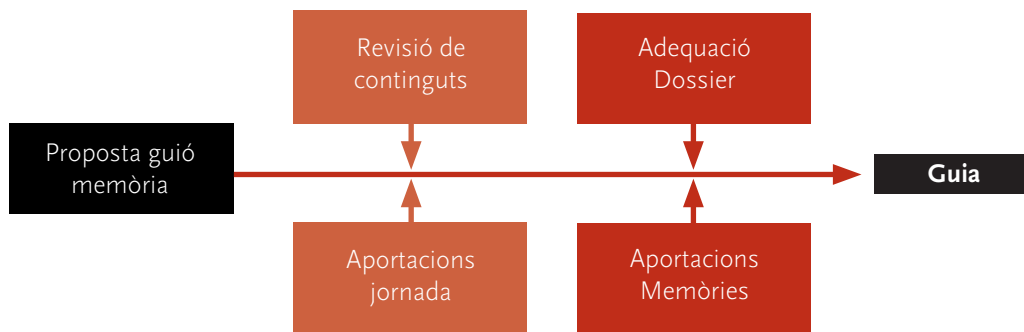 Revisió de
continguts
Adequació
Dossier
Proposta guió
memòria
Guia
Aportacions
jornada
Aportacions
Memòries